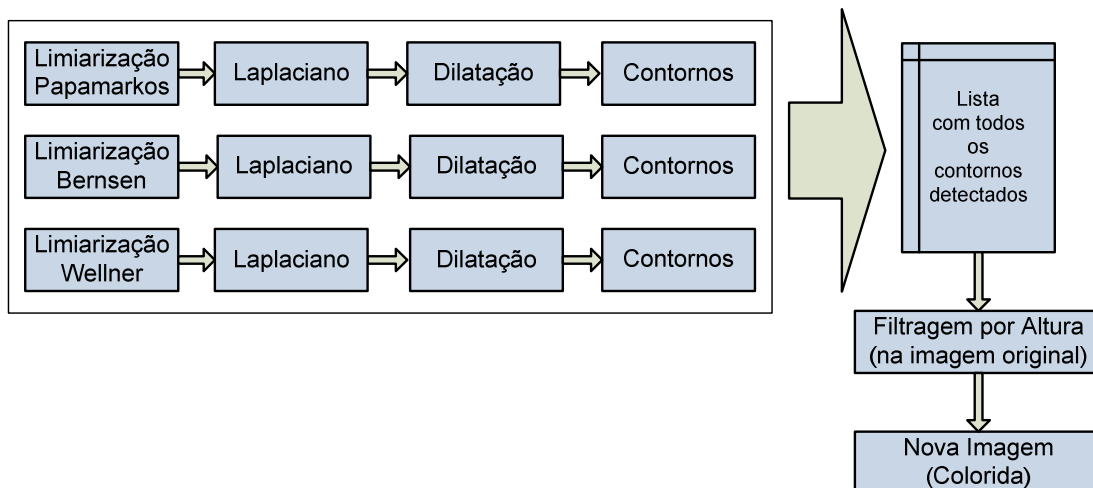 Limiarização
Papamarkos
Laplaciano
Dilatação
Contornos
Limiarização
Bernsen
Laplaciano
Dilatação
Contornos
Limiarização
Wellner
Laplaciano
Dilatação
Contornos
Lista
com todos
os
contornos
detectados
Filtragem por Altura
(na imagem original)
Nova Imagem
(Colorida)